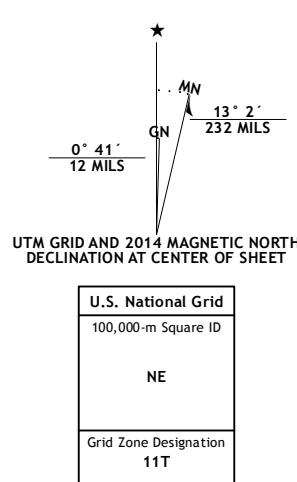 ★
MN
13° 2´
232 MILS
GN
0° 41´
12 MILS
UTM GRID AND 2014 MAGNETIC NORTH
DECLINATION AT CENTER OF SHEET
U.S. National Grid
100,000-m Square ID
NE
Grid Zone Designation
11T